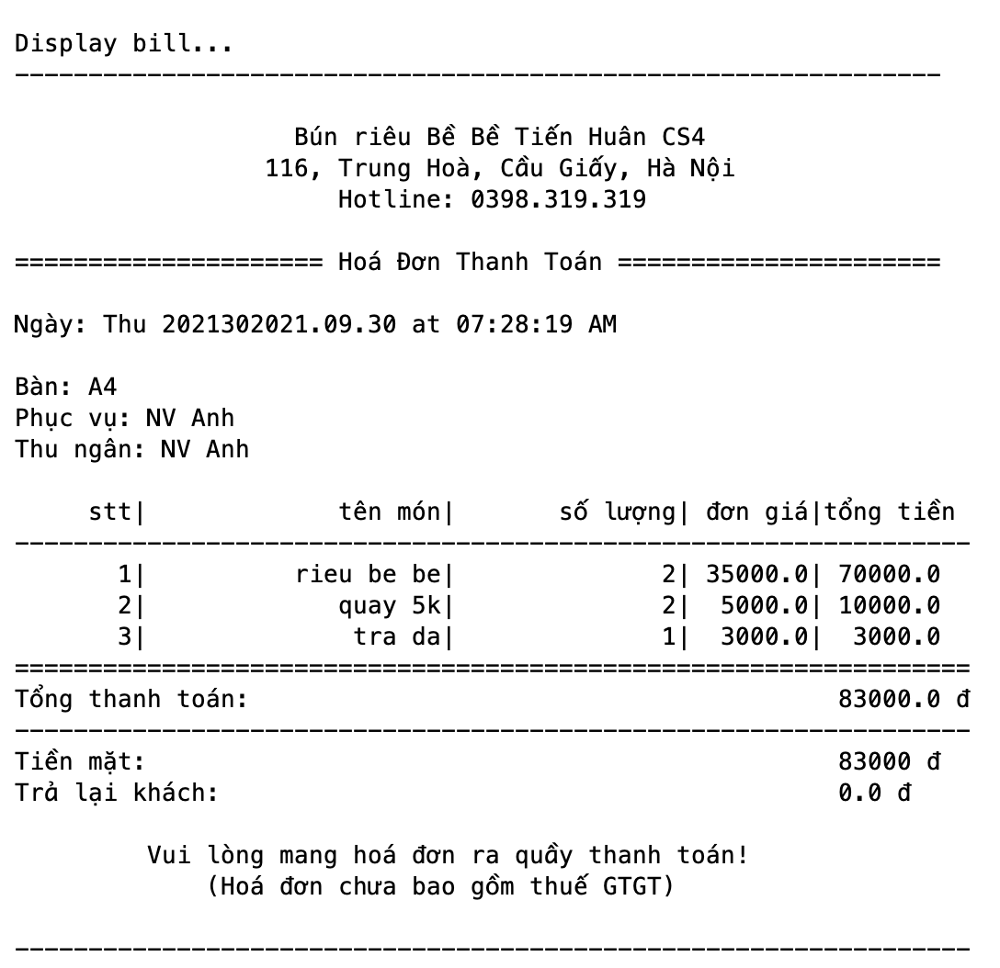 Display bill...
---------------------------------------------------------------
Bún riêu Bề Bề Tiến Huân CS4
116, Trung Hoà, Cầu Giấy, Hà Nội
Hotline: 0398.319.319
===================== Hoá Đơn Thanh Toán ======================
Ngày: Thu 2021302021.09.30 at 07:28:19 AM
Bàn: A4
Phục vụ: NV Anh
Thu ngân: NV Anh
stt| tên món| số lượng| đơn giá|tổng tiền
-----------------------------------------------------------------
1| rieu be be| 2| 35000.0| 70000.0
2| quay 5k| 2| 5000.0| 10000.0
3| tra da| 1| 3000.0| 3000.0
=================================================================
Tổng thanh toán: 83000.0 đ
-----------------------------------------------------------------
Tiền mặt: 83000 đ
Trả lại khách: 0.0 đ
Vui lòng mang hoá đơn ra quầy thanh toán!
(Hoá đơn chưa bao gồm thuế GTGT)
-----------------------------------------------------------------